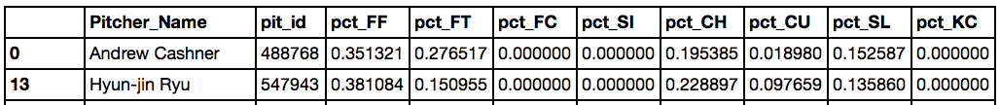 Pitcher_Name pit_id pct_FF pct_FT pct_FC pct_SI pct_CH pct_CU pct_SL pct_KC
0 Andrew Cashner 488768 0.351321 0.276517 0.000000 0.000000 0.195385 0.018980 0.152587 0.000000
13 Hyun-jin Ryu 547943 0.381084 0.150955 0.000000 0.000000 0.228897 0.097659 0.135860 0.000000